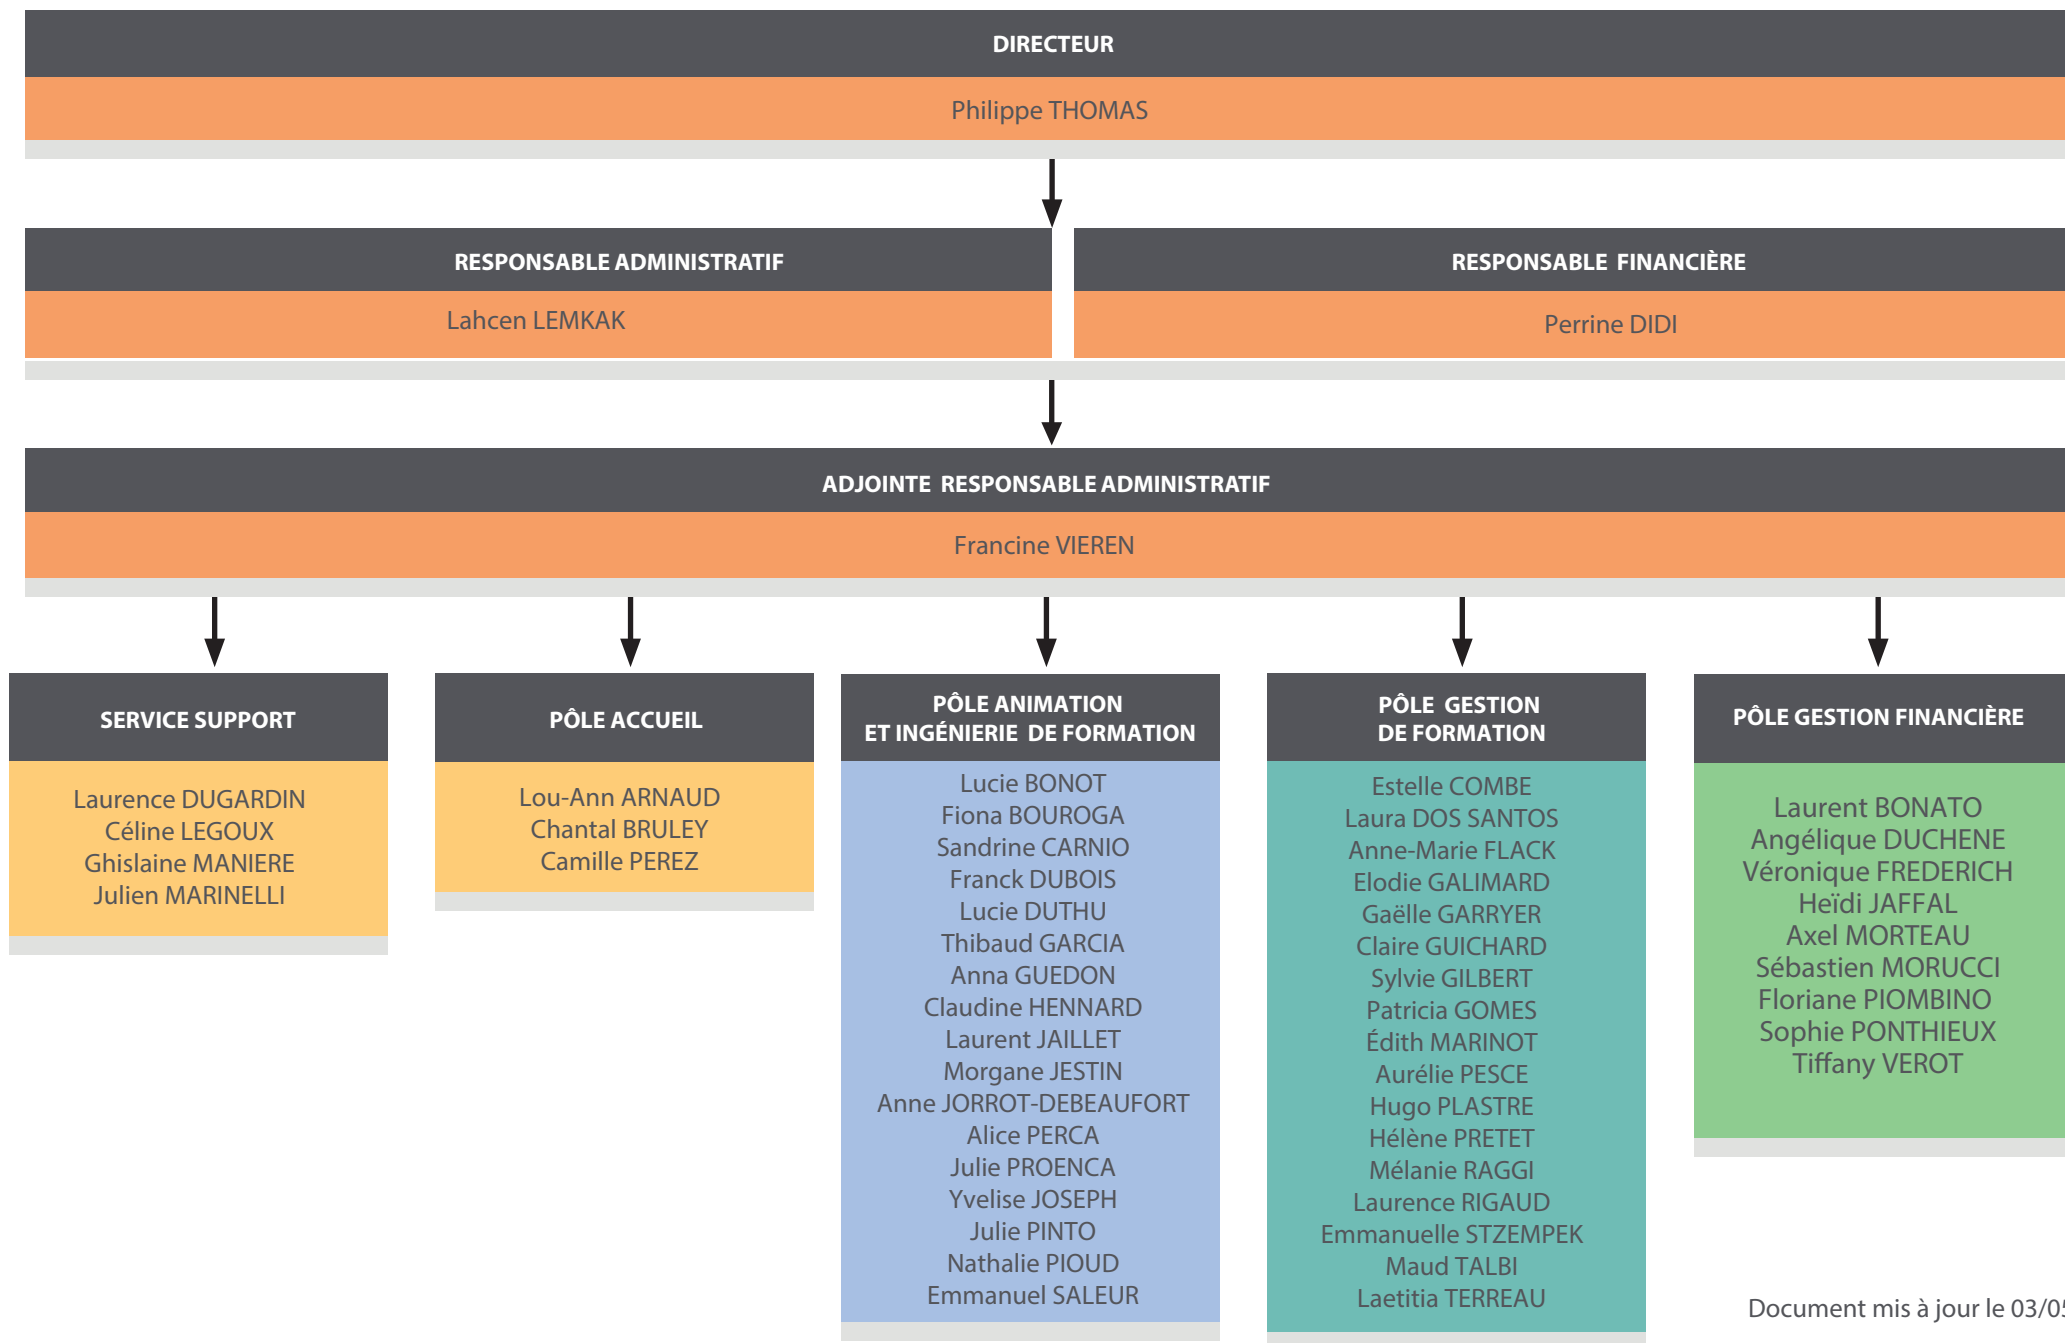 DIRECTEUR
Philippe THOMAS
RESPONSABLE ADMINISTRATIF
Lahcen LEMKAK
RESPONSABLE FINANCIÈRE
Perrine DIDI
ADJOINTE RESPONSABLE ADMINISTRATIF
Francine VIEREN
SERVICE SUPPORT
Laurence DUGARDIN
Céline LEGOUX
Ghislaine MANIERE
Julien MARINELLI
PÔLE ACCUEIL
Lou-Ann ARNAUD
Chantal BRULEY
Camille PEREZ
PÔLE ANIMATION
ET INGÉNIERIE DE FORMATION
Lucie BONOT
Fiona BOUROGA
Sandrine CARNIO
Franck DUBOIS
Lucie DUTHU
Thibaud GARCIA
Anna GUEDON
Claudine HENNARD
Laurent JAILLET
Morgane JESTIN
Anne JORROT-DEBEAUFORT
Alice PERCA
Julie PROENCA
Yvelise JOSEPH
Julie PINTO
Nathalie PIOUD
Emmanuel SALEUR
PÔLE GESTION
DE FORMATION
Estelle COMBE
Laura DOS SANTOS
Anne-Marie FLACK
Elodie GALIMARD
Gaëlle GARRYER
Claire GUICHARD
Sylvie GILBERT
Patricia GOMES
Édith MARINOT
Aurélie PESCE
Hugo PLASTRE
Hélène PRETET
Mélanie RAGGI
Laurence RIGAUD
Emmanuelle STZEMPEK
Maud TALBI
Laetitia TERREAU
PÔLE GESTION FINANCIÈRE
Laurent BONATO
Angélique DUCHENE
Véronique FREDERICH
Heïdi JAFFAL
Axel MORTEAU
Sébastien MORUCCI
Floriane PIOMBINO
Sophie PONTHIEUX
Tiffany VEROT
Document mis à jour le 03/05